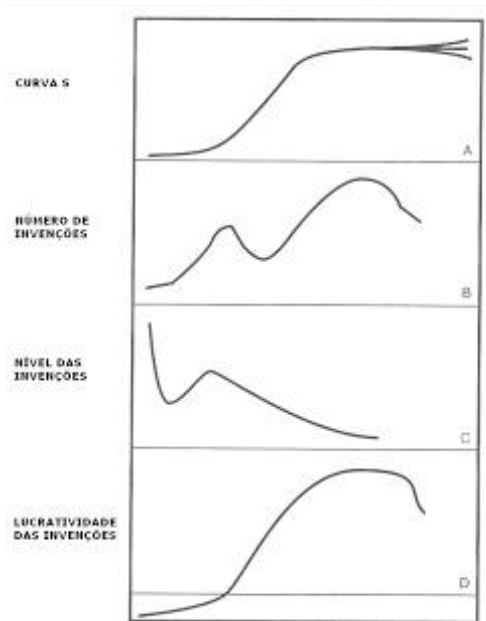 CURVA S
A
NÚMERO DE
INVENÇÕES
B
NÍVEL DAS
INVENÇÕES
C
LUCRATIVIDADE
DAS INVENÇÕES
D